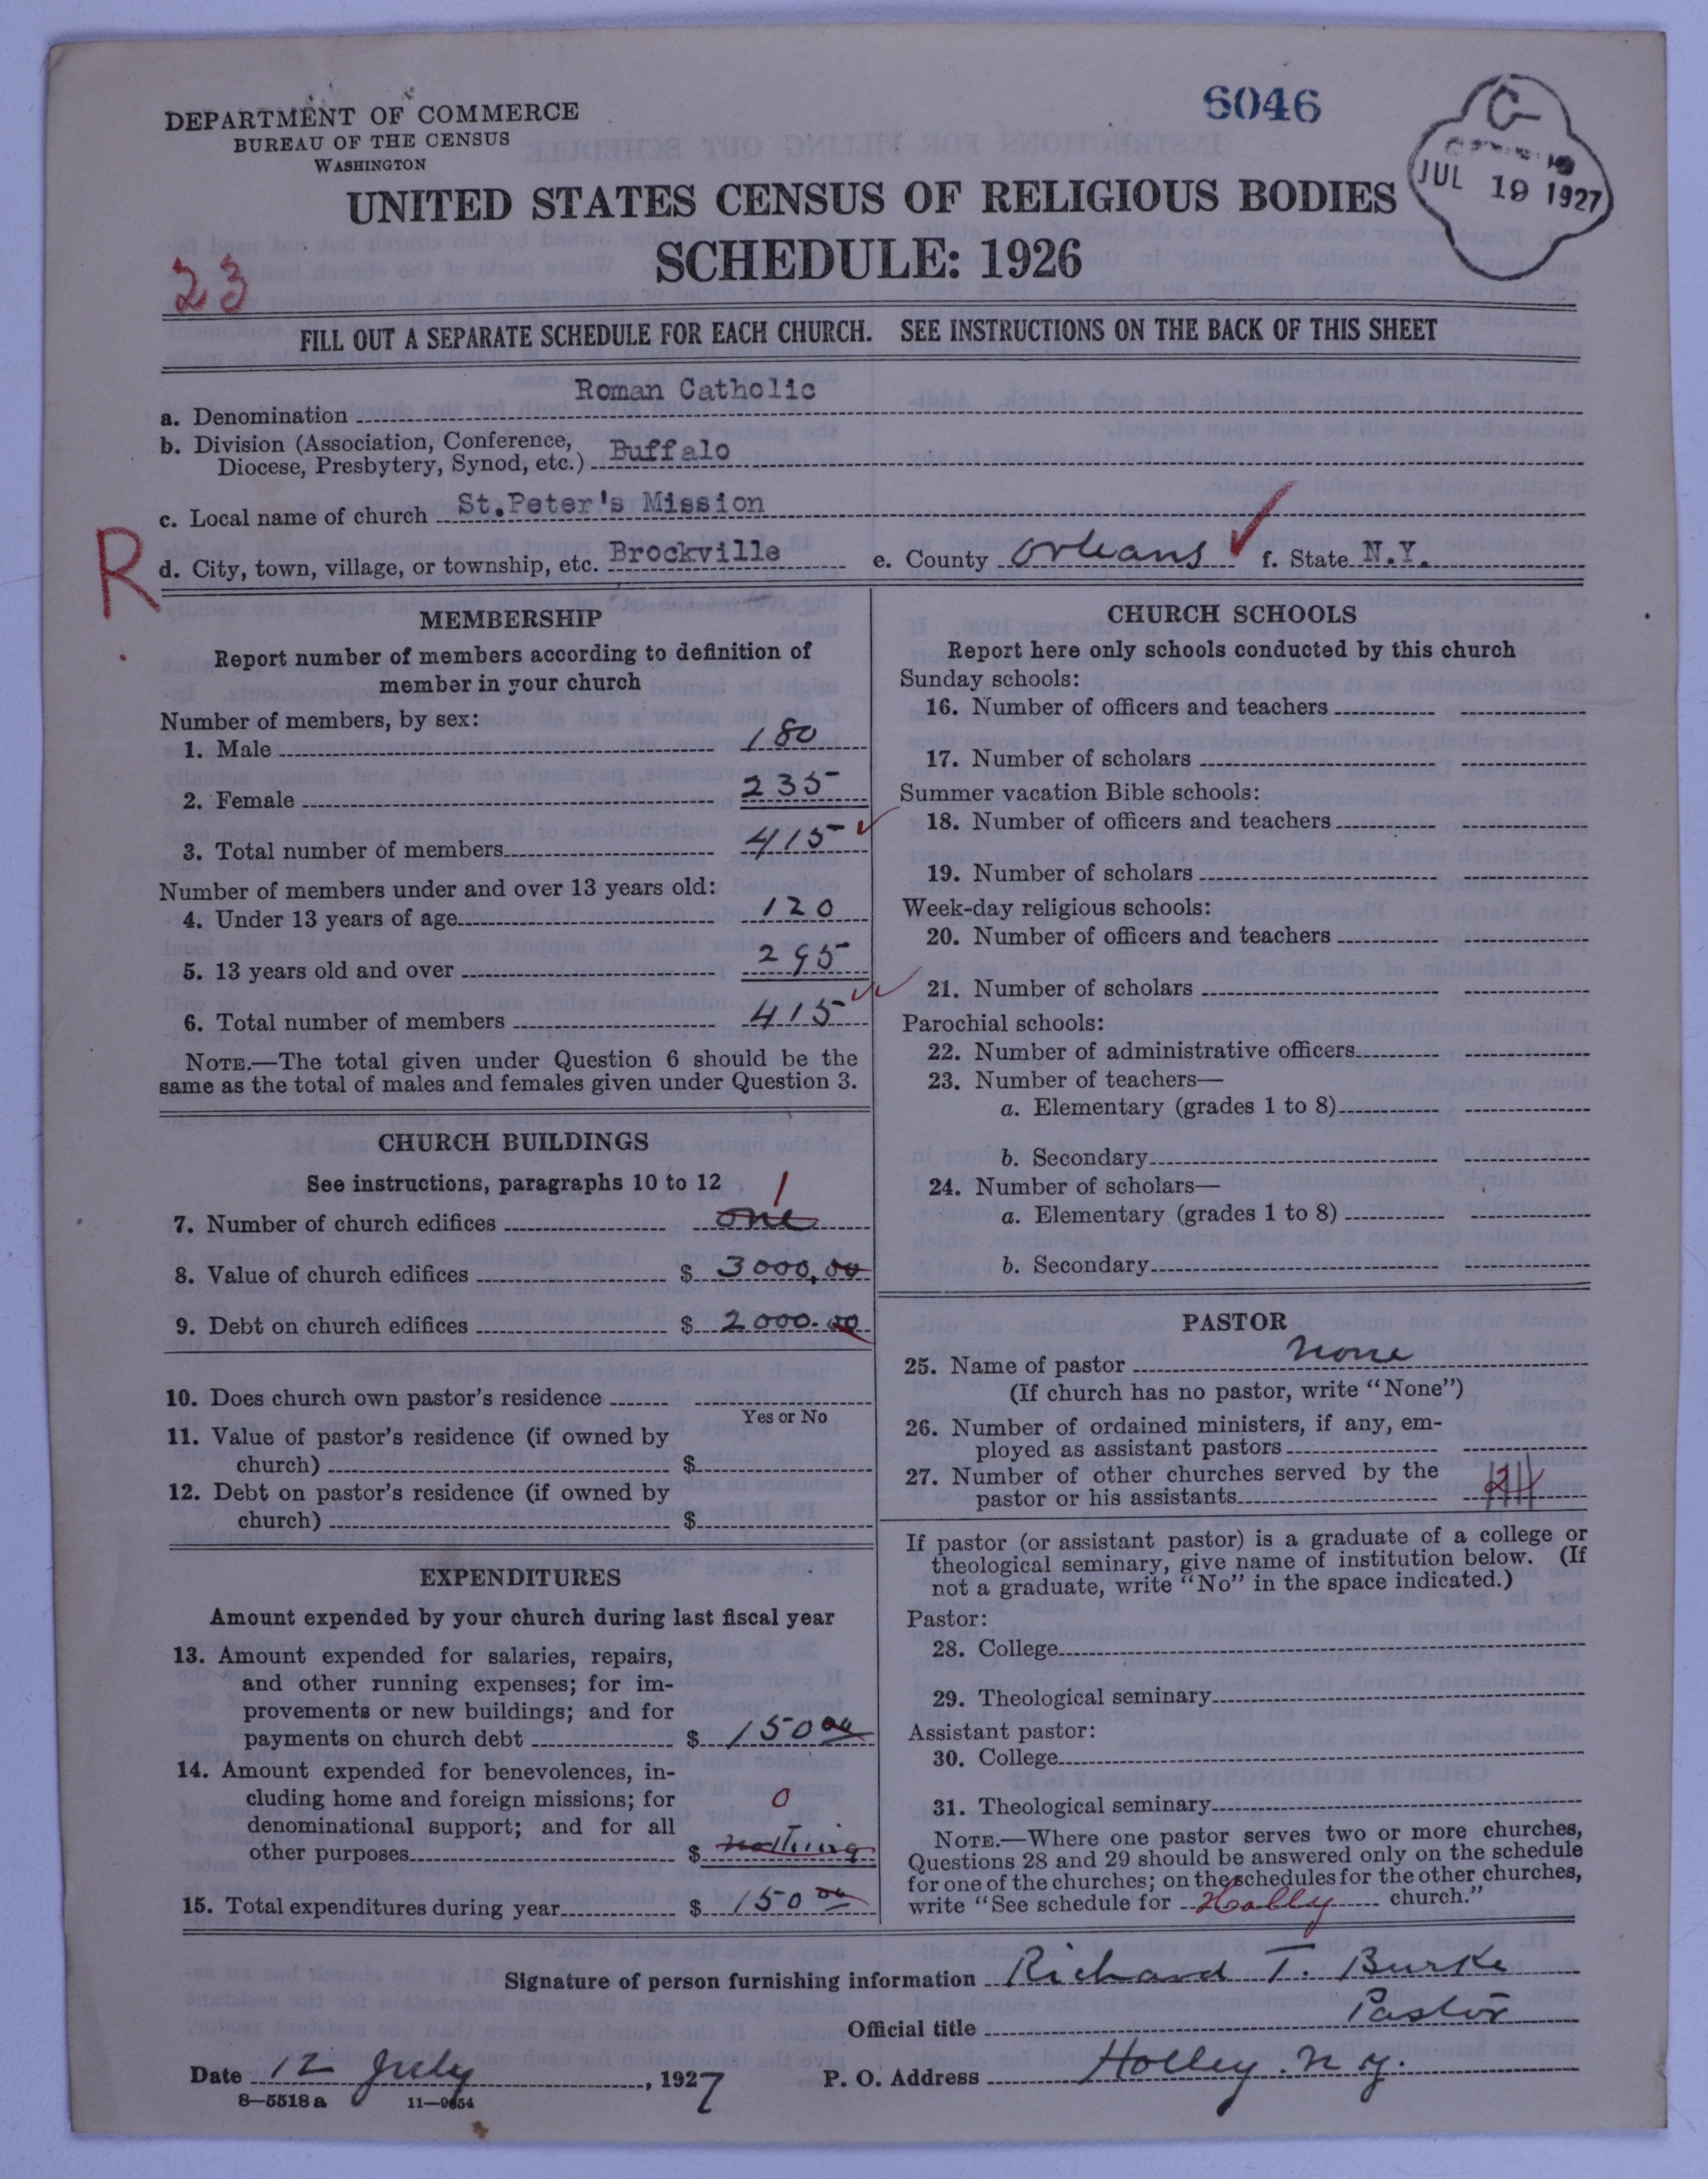 DEPARTMENT OF COMMERCE
BUREAU OF THE CENSUS
WASHINGTON
6046
G
JUL 19 1927
UNITED STATES CENSUS OF RELIGIOUS BODIES
SCHEDULE: 1926
23
FILL OUT A SEPARATE SCHEDULE FOR EACH CHURCH. SEE INSTRUCTIONS ON THE BACK OF THIS SHEET
a. Denomination Roman Catholic
b. Division (Association, Conference,
Diocese, Presbytery, Synod, etc.) Buffalo
c. Local name of church St.Peter's Mission
R
d. City, town, village, or township, etc. Brockville e. County Orleans f. State N.Y.
MEMBERSHIP
Report number of members according to definition of
member in your church
Number of members, by sex:
1. Male 180
2. Female 235
3. Total number of members 415
Number of members under and over 13 years old:
4. Under 13 years of age 120
5. 13 years old and over 295
6. Total number of members 415
NOTE.—The total given under Question 6 should be the
same as the total of males and females given under Question 3.
CHURCH BUILDINGS
See instructions, paragraphs 10 to 12
1
7. Number of church edifices one
8. Value of church edifices $ 3000,00
9. Debt on church edifices $ 2000.00
10. Does church own pastor's residence
Yes or No
11. Value of pastor's residence (if owned by
church) $
12. Debt on pastor's residence (if owned by
church) $
EXPENDITURES
Amount expended by your church during last fiscal year
13. Amount expended for salaries, repairs,
and other running expenses; for im-
provements or new buildings; and for
payments on church debt $ 150 00
14. Amount expended for benevolences, in-
cluding home and foreign missions; for
denominational support; and for all
0
other purposes $ nothing
15. Total expenditures during year $ 150 00
CHURCH SCHOOLS
Report here only schools conducted by this church
Sunday schools:
16. Number of officers and teachers
17. Number of scholars
Summer vacation Bible schools:
18. Number of officers and teachers
19. Number of scholars
Week-day religious schools:
20. Number of officers and teachers
21. Number of scholars
Parochial schools:
22. Number of administrative officers
23. Number of teachers—
a. Elementary (grades 1 to 8)
b. Secondary
24. Number of scholars—
a. Elementary (grades 1 to 8)
b. Secondary
PASTOR
25. Name of pastor None
(If church has no pastor, write "None")
26. Number of ordained ministers, if any, em-
ployed as assistant pastors
27. Number of other churches served by the
pastor or his assistants
If pastor (or assistant pastor) is a graduate of a college or
theological seminary, give name of institution below. (If
not a graduate, write "No" in the space indicated.)
Pastor:
28. College
29. Theological seminary
Assistant pastor:
30. College
31. Theological seminary
NOTE.—Where one pastor serves two or more churches,
Questions 28 and 29 should be answered only on the schedule
for one of the churches; on the schedules for the other churches,
write "See schedule for Holley church."
Signature of person furnishing information Richard T. Burke
Official title Pastor
Date 12 July, 1927 P. O. Address Holley. N.Y.
8—5518 a 11—9654